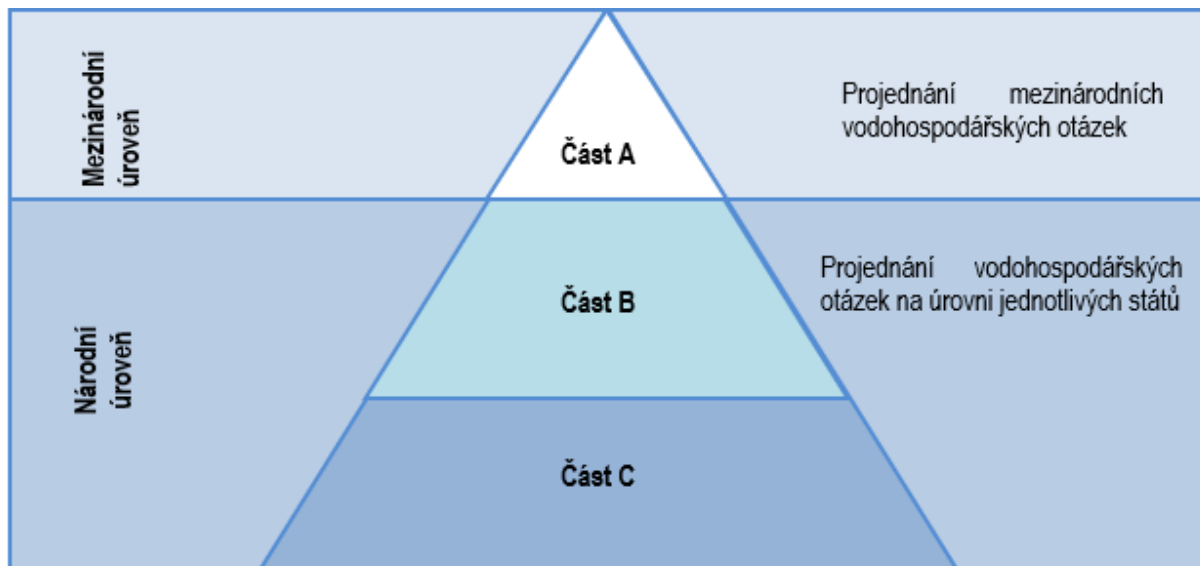 Mezinárodní
úroveň
Část A
Projednání mezinárodních
vodohospodářských otázek
Národní
úroveň
Část B
Projednání vodohospodářských
otázek na úrovni jednotlivých států
Část C